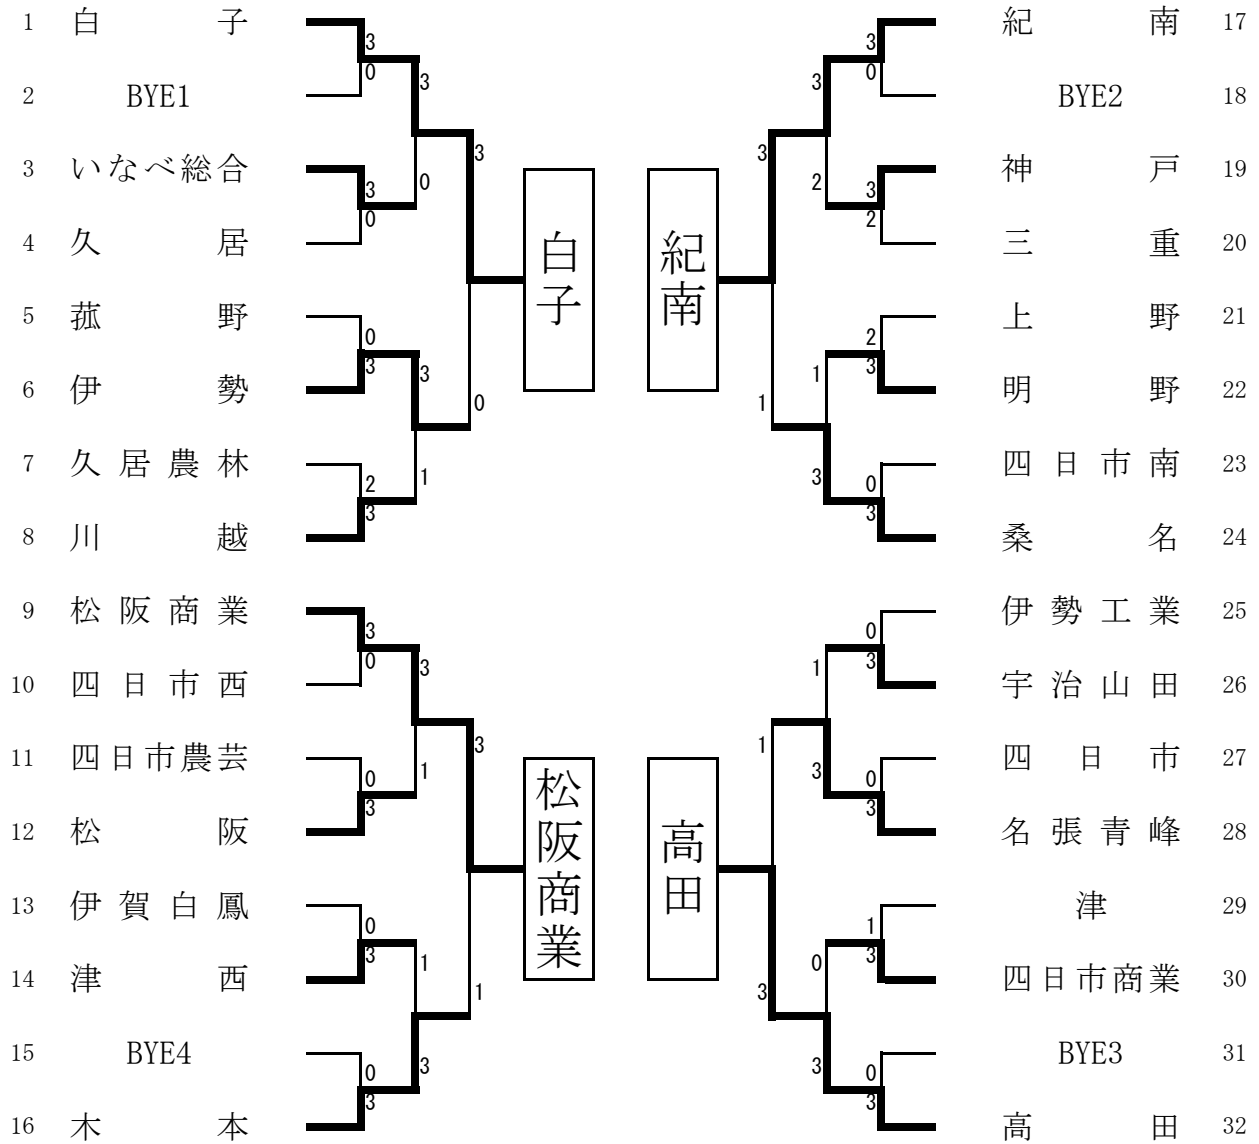 1 白子
3
0
2 BYE1
3
3 いなべ総合
3
0
0
4 久居
3
5 菰野
0
3
6 伊勢
3
0
7 久居農林
2
3
1
8 川越
白子
9 松阪商業
3
0
10 四日市西
3
11 四日市農芸
0
3
1
12 松阪
3
13 伊賀白鳳
0
3
14 津西
1
1
15 BYE4
0
3
3
16 木本
松阪商業
紀南 17
3
0
BYE2 18
3
神戸 19
3
2
2
三重 20
3
上野 21
2
3
明野 22
1
1
四日市南 23
0
3
3
桑名 24
紀南
伊勢工業 25
0
3
宇治山田 26
1
四日市 27
0
3
3
名張青峰 28
1
津 29
1
3
四日市商業 30
0
3
BYE3 31
0
3
3
高田 32
高田